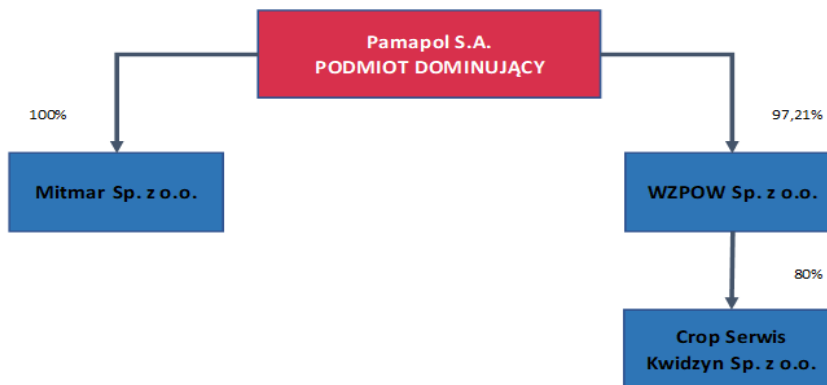 Pamapol S.A.
PODMIOT DOMINUJĄCY
100%
97,21%
Mitmar Sp. z o.o.
WZPOW Sp. z o.o.
80%
Crop Serwis
Kwidzyn Sp. z o.o.